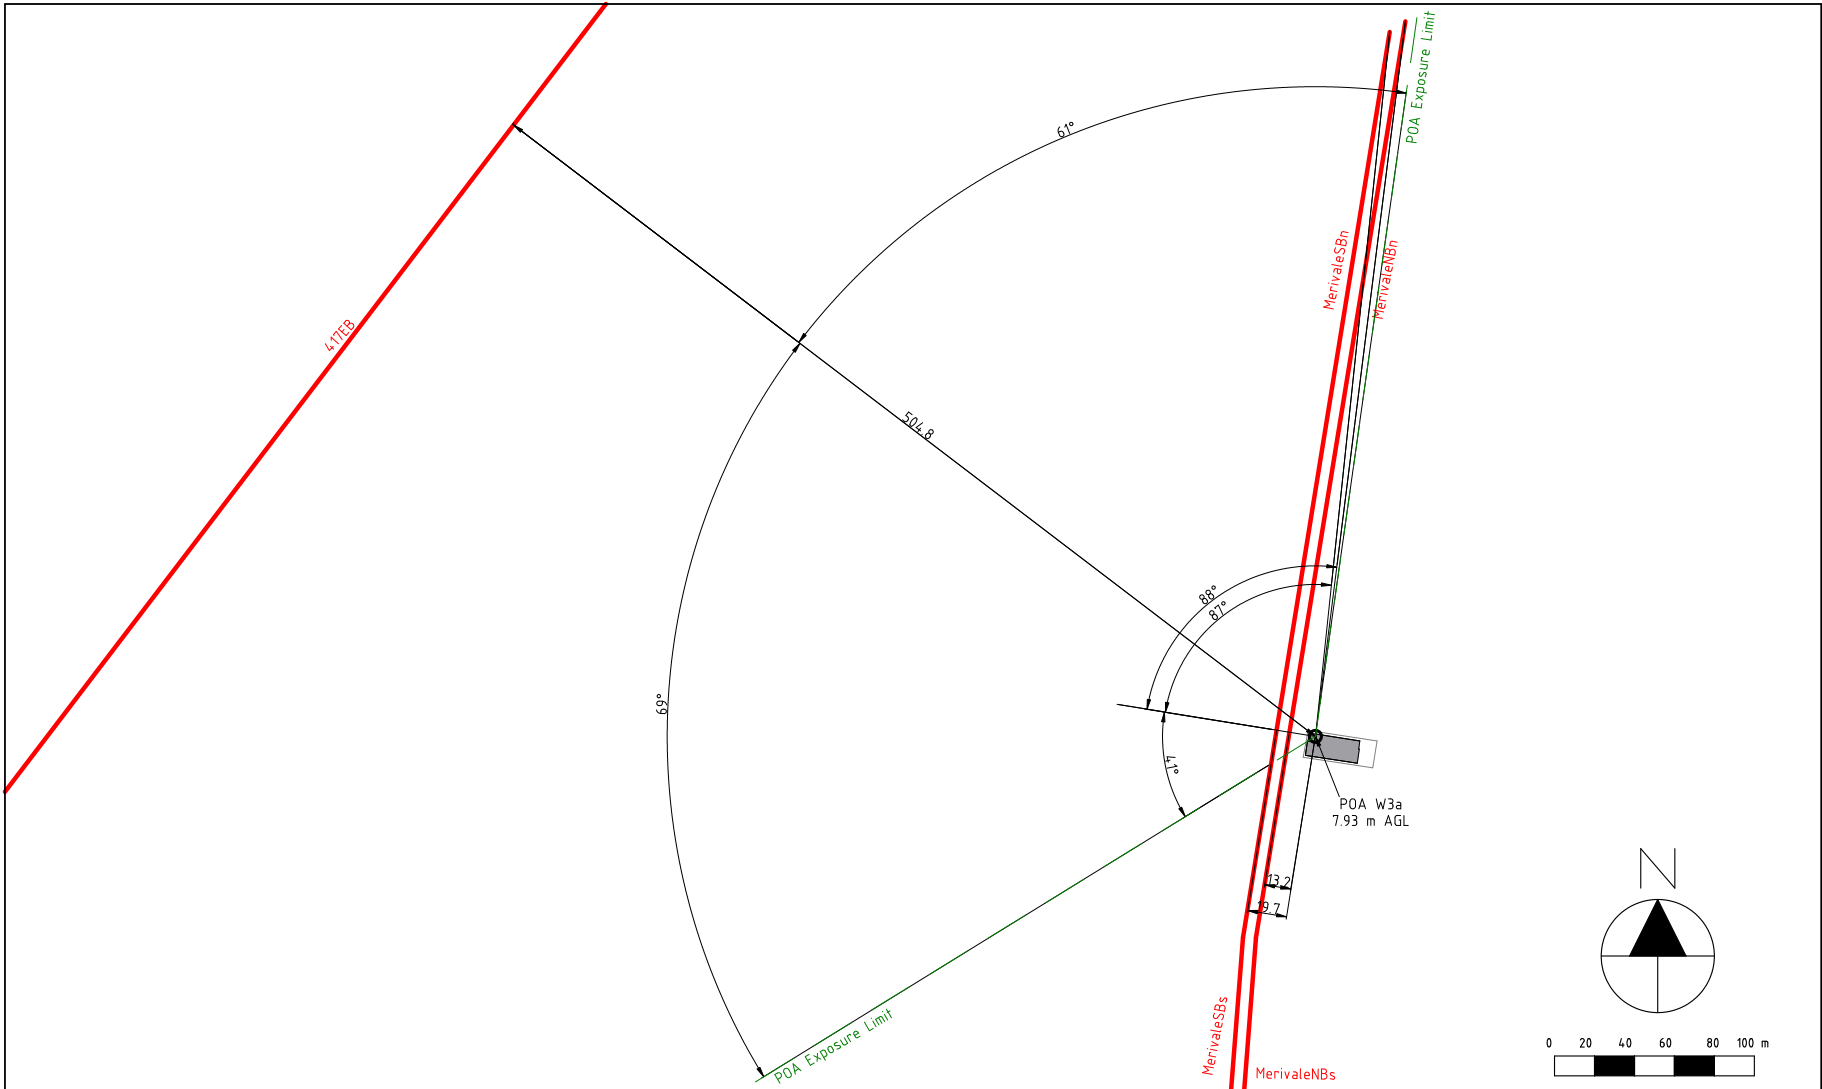 POA Exposure Limit
61°
MerivaleSBn
MerivaleNBn
417EB
504.8
88°
87°
69°
41°
POA W3a
7.93 m AGL
13.2
19.7
N
MerivaleSBs
POA Exposure Limit
MerivaleNBs
0 20 40 60 80 100 m